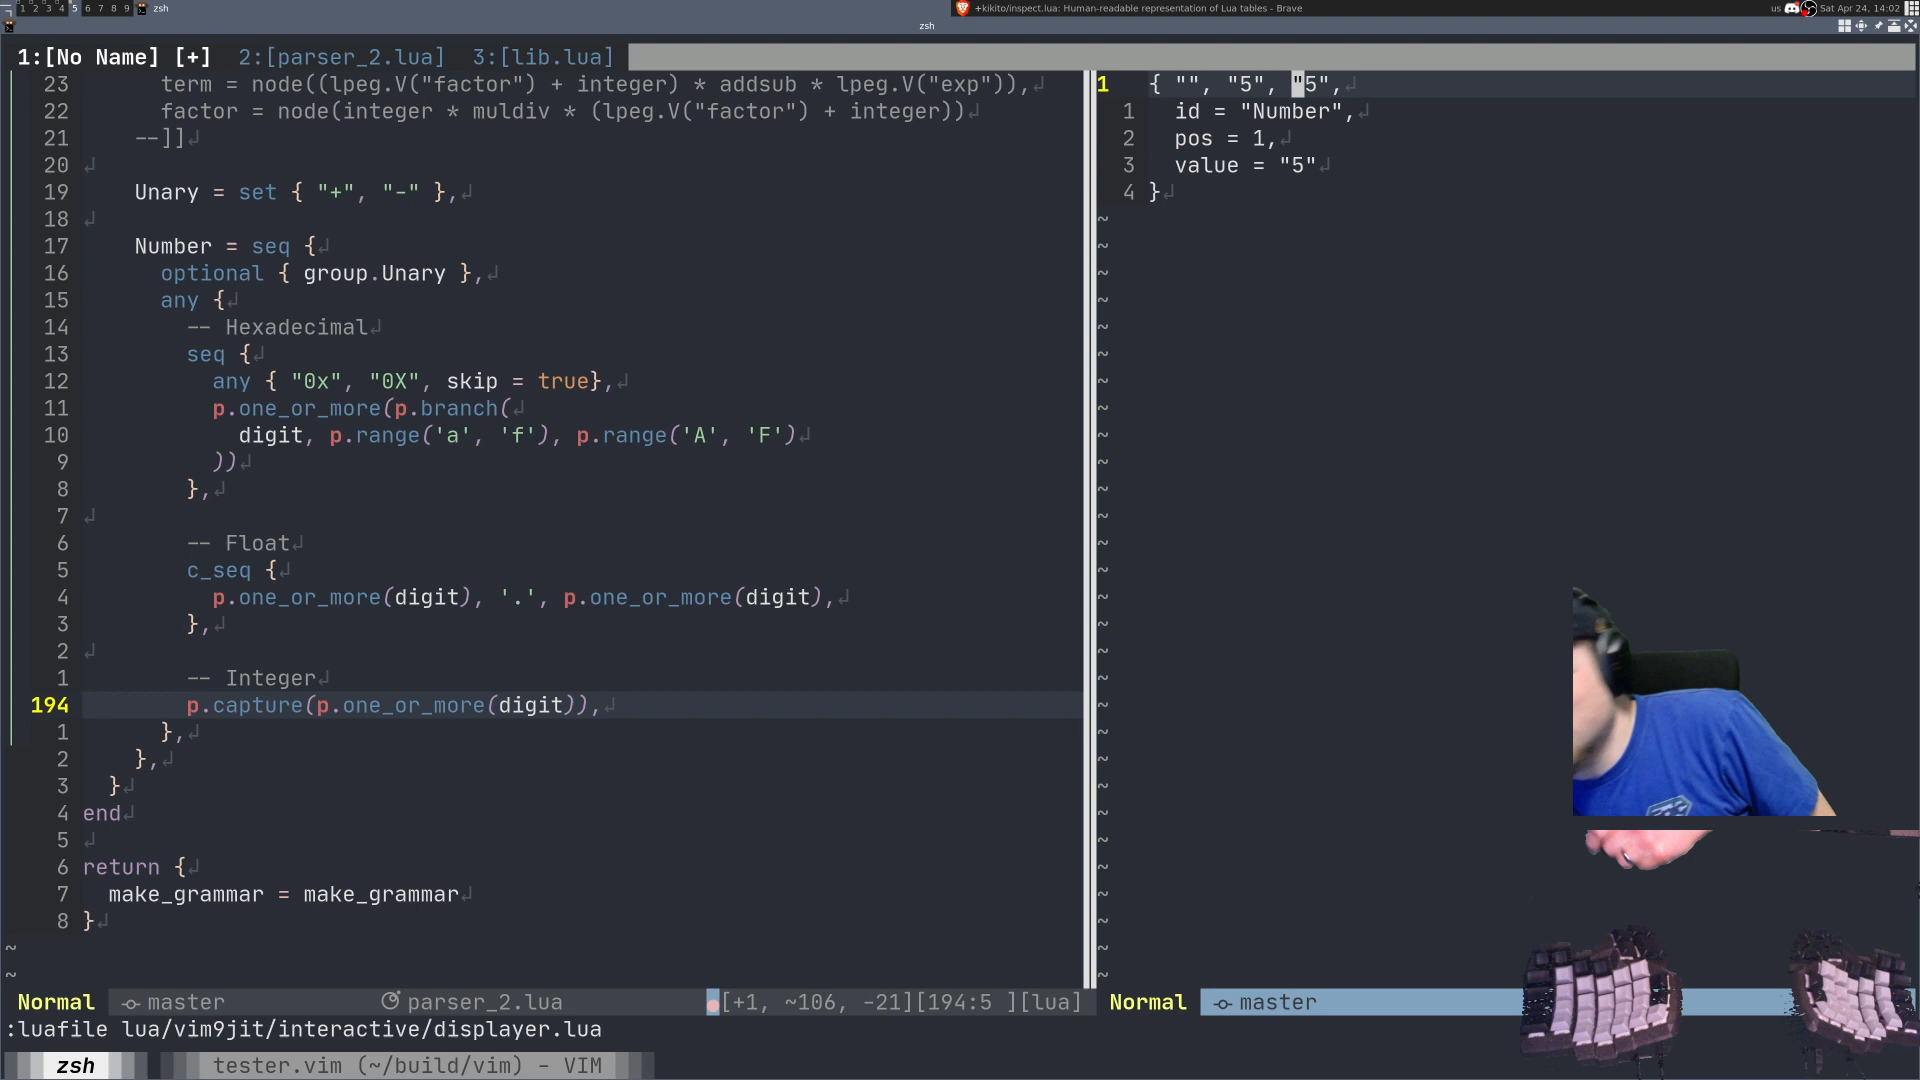 1 2 3 4 5 6 7 8 9 zsh
+kikito/inspect.lua: Human-readable representation of Lua tables - Brave
us Sat Apr 24, 14:02
zsh
1:[No Name] [+] 2:[parser_2.lua] 3:[lib.lua]
23 term = node((lpeg.V("factor") + integer) * addsub * lpeg.V("exp")),
22 factor = node(integer * muldiv * (lpeg.V("factor") + integer))
21 --]]
20
19 Unary = set { "+", "-" },
18
17 Number = seq {
16 optional { group.Unary },
15 any {
14 -- Hexadecimal
13 seq {
12 any { "0x", "0X", skip = true},
11 p.one_or_more(p.branch(
10 digit, p.range('a', 'f'), p.range('A', 'F')
9 ))
8 },
7
6 -- Float
5 c_seq {
4 p.one_or_more(digit), '.', p.one_or_more(digit),
3 },
2
1 -- Integer
194 p.capture(p.one_or_more(digit)),
1 },
2 },
3 }
4 end
5
6 return {
7 make_grammar = make_grammar
8 }
~
~
1 { "", "5", "5",
1 id = "Number",
2 pos = 1,
3 value = "5"
4 }
Normal master parser_2.lua [+1, ~106, -21][194:5 ][lua]
Normal master
:luafile lua/vim9jit/interactive/displayer.lua
zsh tester.vim (~/build/vim) - VIM